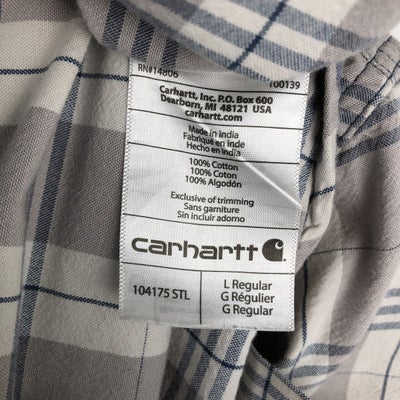 RN#14806 100139
Carhartt, Inc. P.O. Box 600
Dearborn, MI 48121 USA
carhartt.com
Made in India
Fabriqué en inde
Hecho en India
100% Cotton
100% Coton
100% Algodón
Exclusive of trimming
Sans garniture
Sin incluir adorno
carhartt
104175 STL
L Regular
G Régulier
G Regular